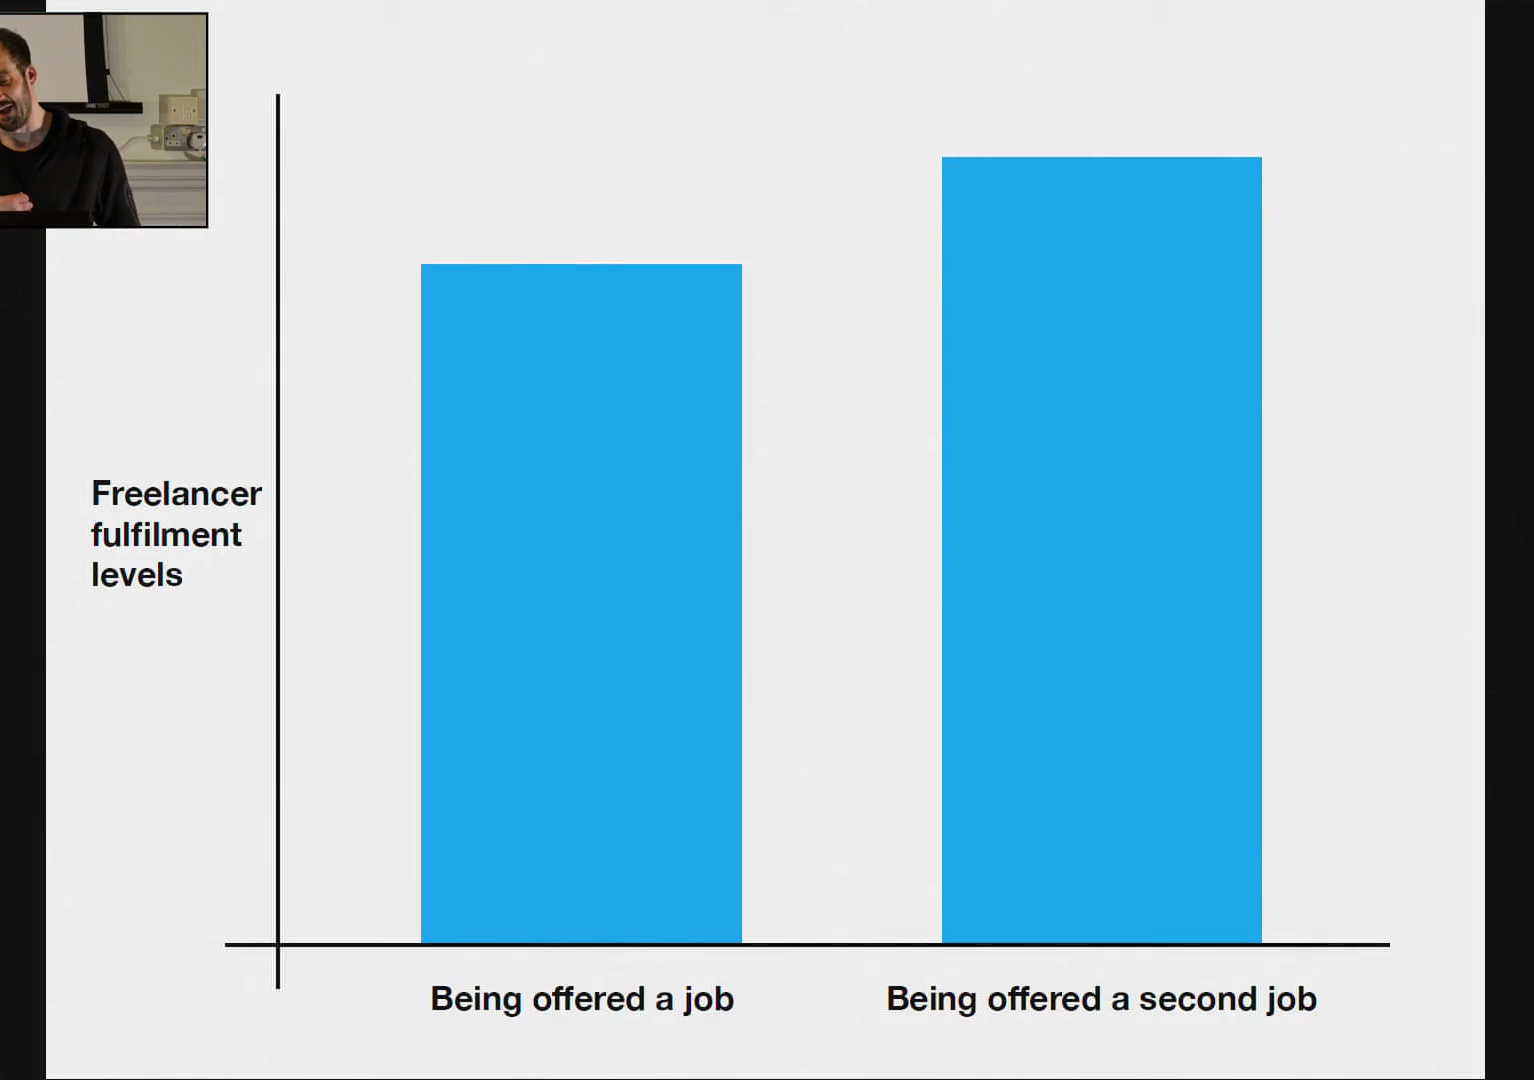 Freelancer
fulfilment
levels
Being offered a job
Being offered a second job